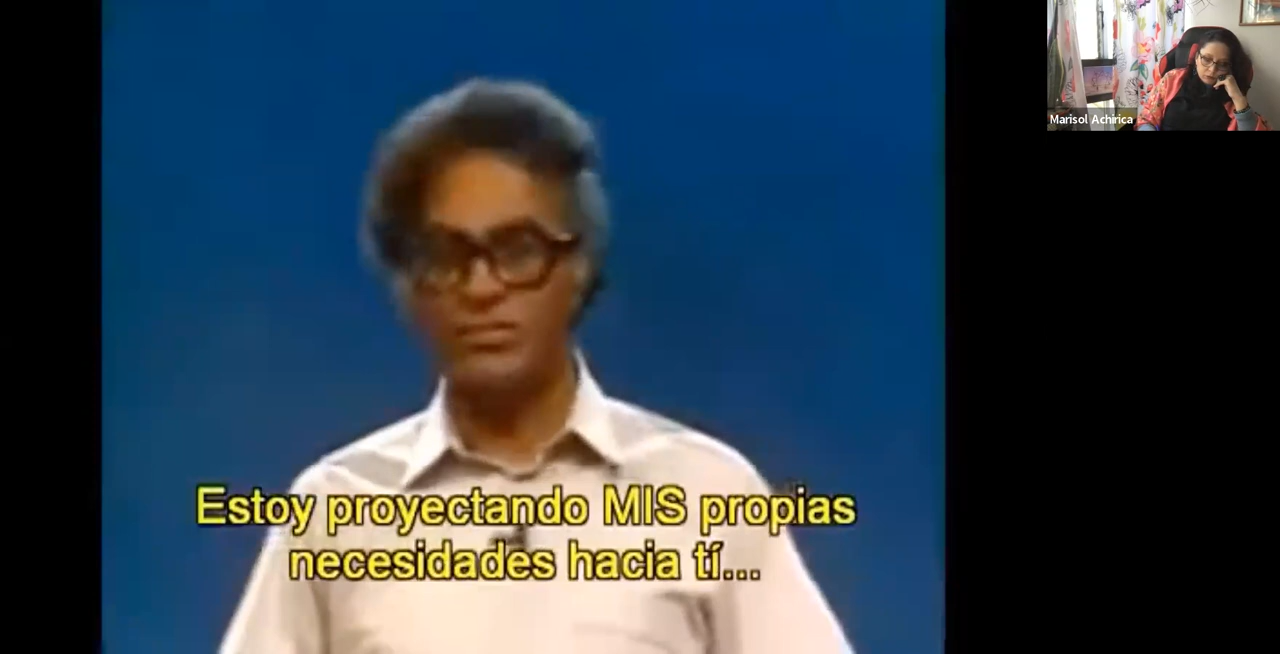 Marisol Achirica
Estoy proyectando MIS propias
necesidades hacia tí...